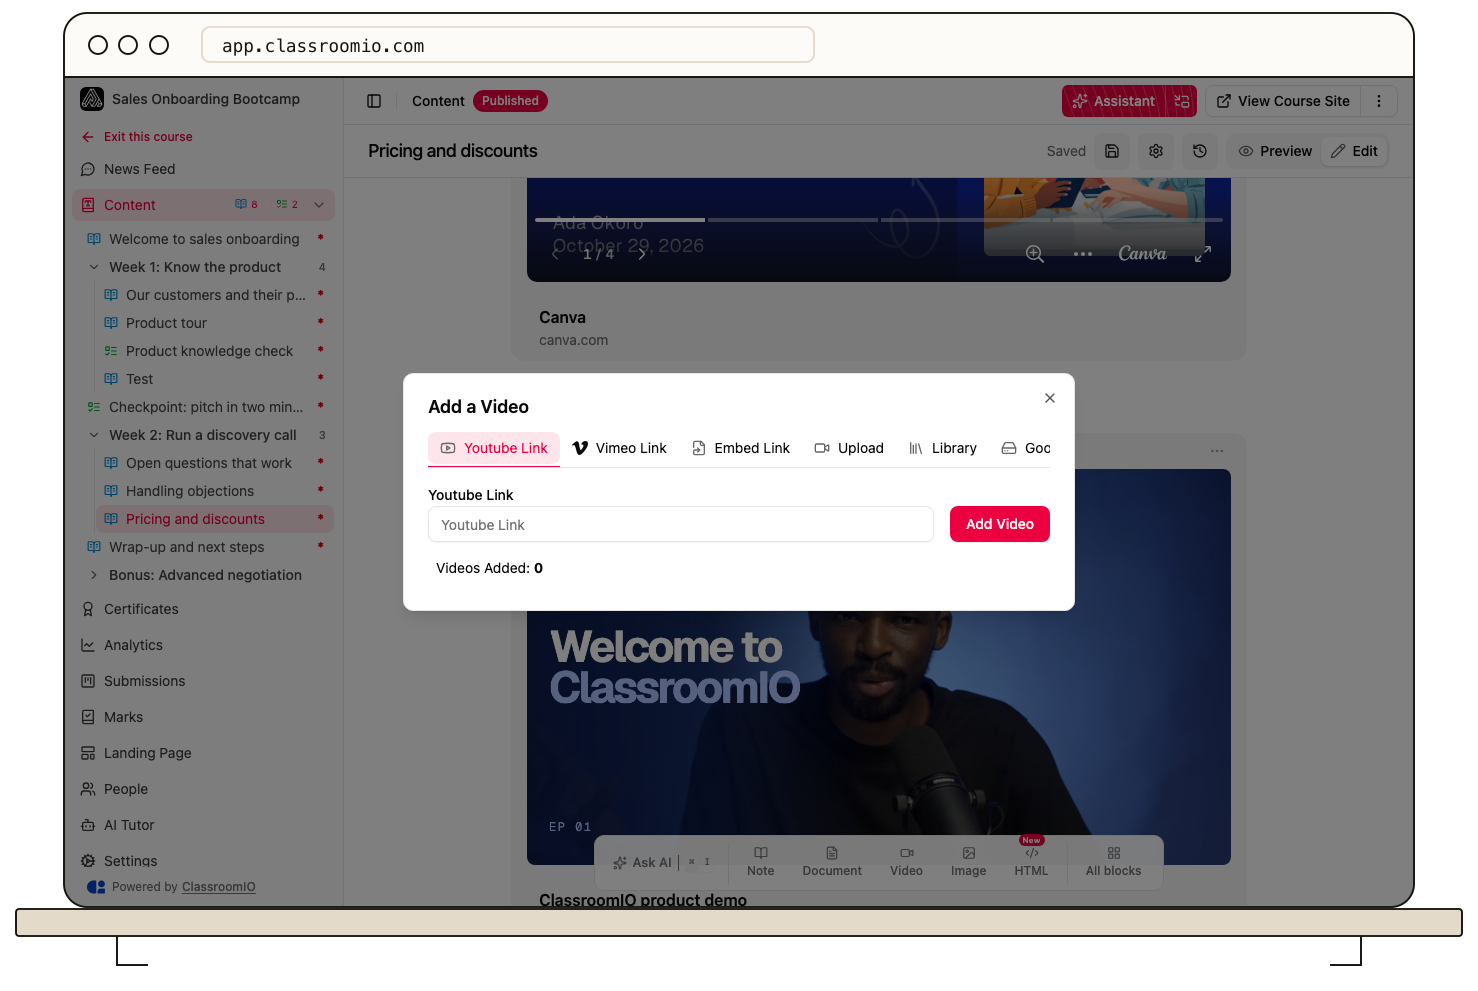 app.classroomio.com
Sales Onboarding Bootcamp
Exit this course
News Feed
Content 8 2
Welcome to sales onboarding *
Week 1: Know the product 4
Our customers and their p... *
Product tour *
Product knowledge check *
Test *
Checkpoint: pitch in two min... *
Week 2: Run a discovery call 3
Open questions that work *
Handling objections *
Pricing and discounts *
Wrap-up and next steps *
Bonus: Advanced negotiation
Certificates
Analytics
Submissions
Marks
Landing Page
People
AI Tutor
Settings
Powered by ClassroomIO
Content Published
Assistant
View Course Site
Pricing and discounts
Saved
Preview
Edit
Ada Okoro
October 29, 2026
1 / 4
Canva
Canva
canva.com
Add a Video
Youtube Link
Vimeo Link
Embed Link
Upload
Library
Goo
Youtube Link
Youtube Link
Add Video
Videos Added: 0
Welcome to
ClassroomIO
EP 01
Ask AI ⌘ I
Note
Document
Video
Image
New
HTML
All blocks
ClassroomIO product demo